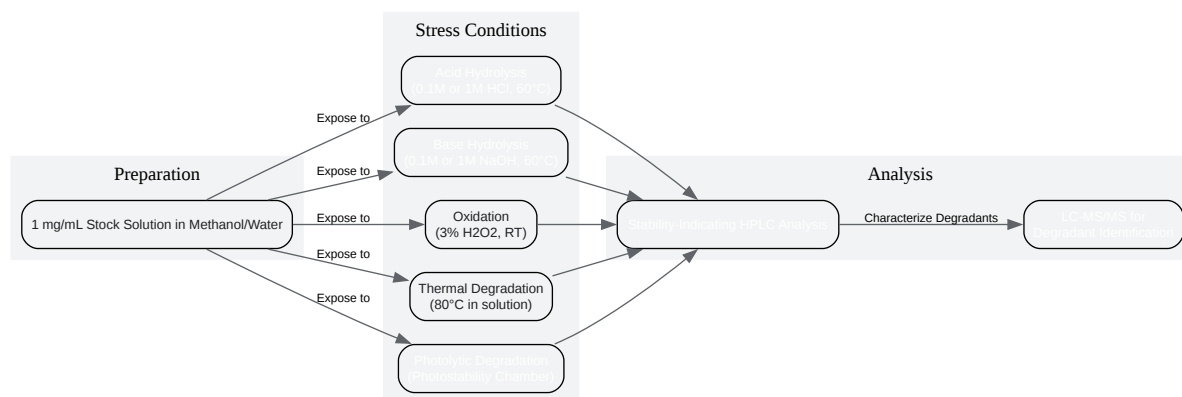 Stress Conditions
Acid Hydrolysis
(0.1M or 1M HCl, 60°C)
Expose to
Base Hydrolysis
(0.1M or 1M NaOH, 60°C)
Expose to
Preparation
Analysis
1 mg/mL Stock Solution in Methanol/Water
Expose to
Oxidation
(3% H2O2, RT)
Stability-Indicating HPLC Analysis
Characterize Degradants
LC-MS/MS for
Degradant Identification
Expose to
Thermal Degradation
(80°C in solution)
Expose to
Photolytic Degradation
(Photostability Chamber)